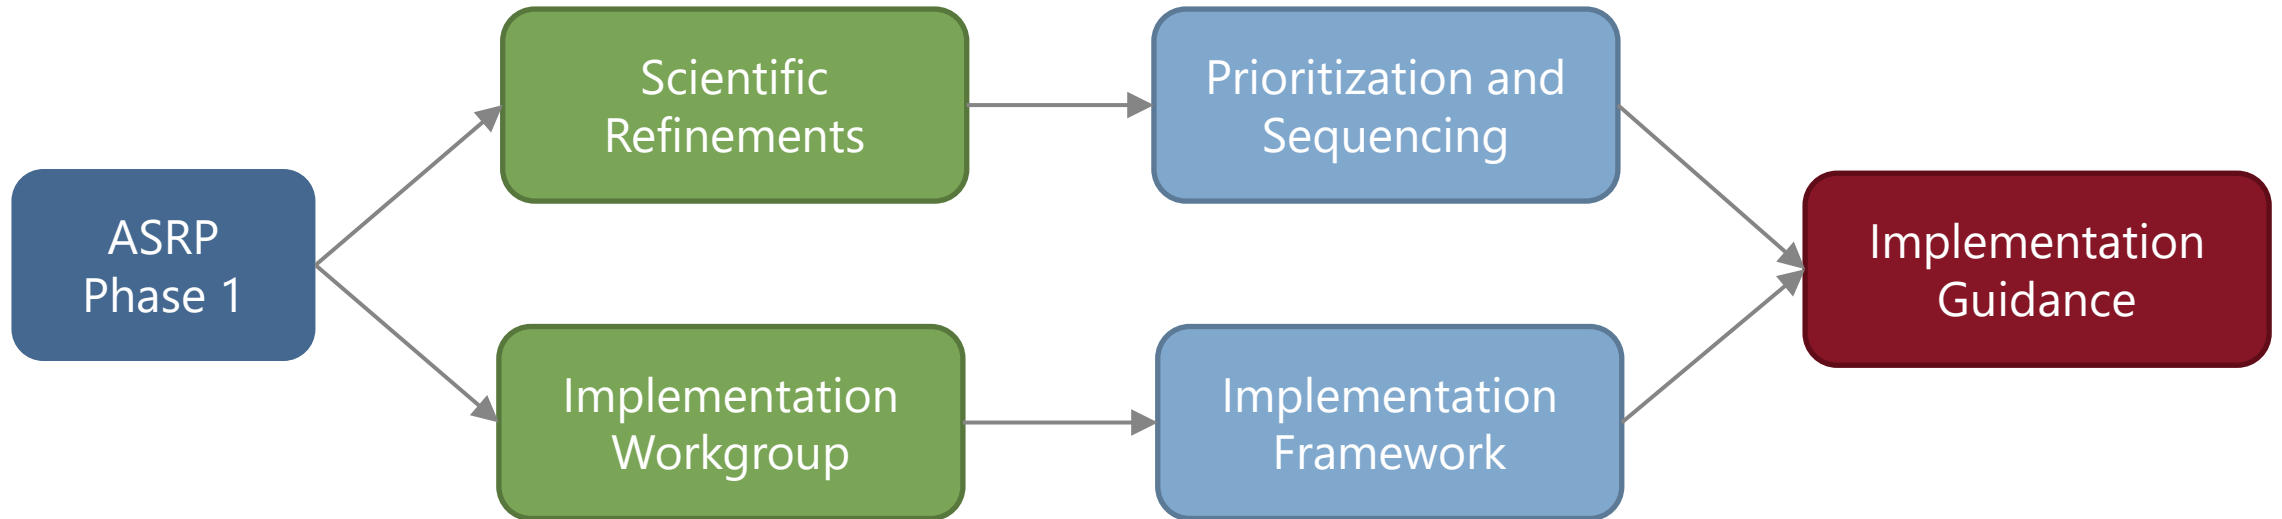 ASRP
Phase 1
Scientific
Refinements
Prioritization and
Sequencing
Implementation
Workgroup
Implementation
Framework
Implementation
Guidance